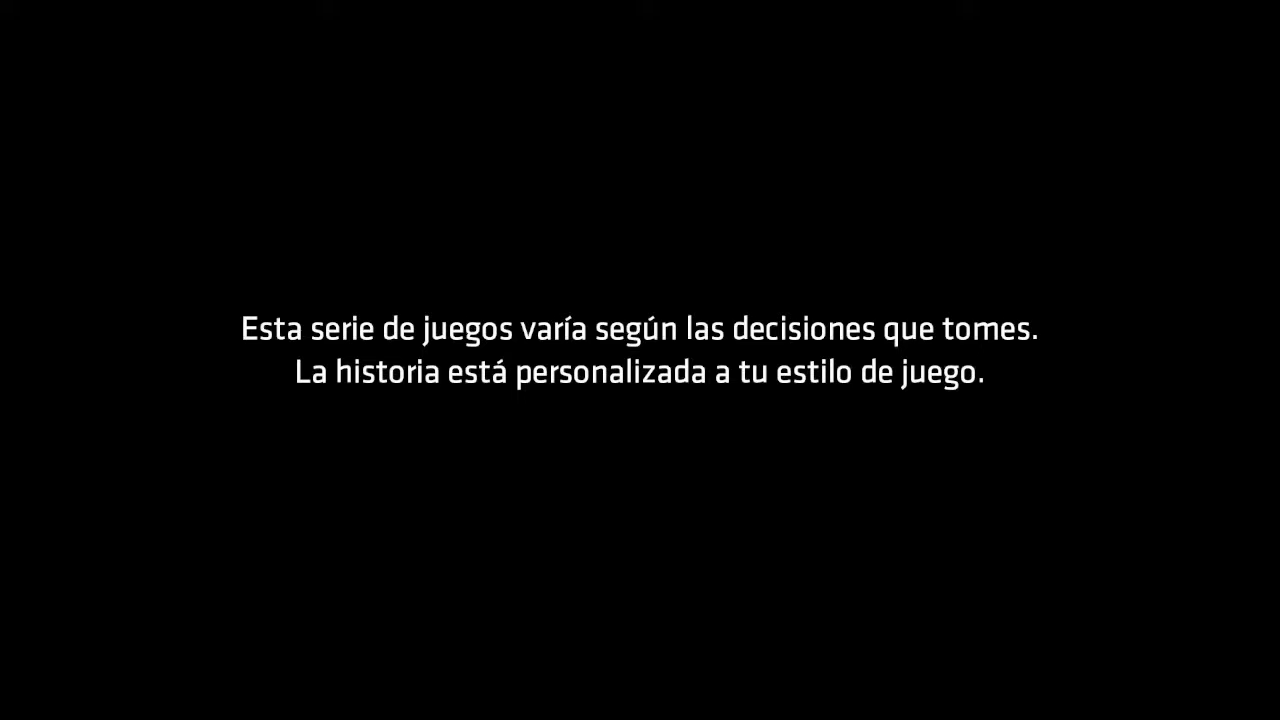 Esta serie de juegos varía según las decisiones que tomes.
La historia está personalizada a tu estilo de juego.